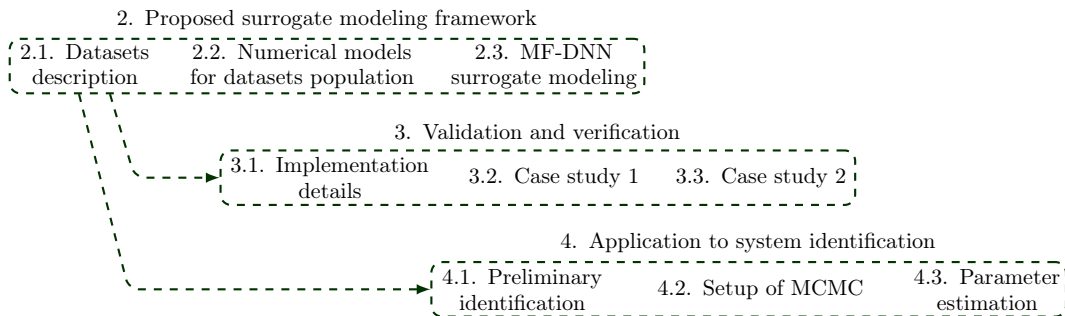 2. Proposed surrogate modeling framework
2.1. Datasets description
2.2. Numerical models for datasets population
2.3. MF-DNN surrogate modeling
3. Validation and verification
3.1. Implementation details
3.2. Case study 1
3.3. Case study 2
4. Application to system identification
4.1. Preliminary identification
4.2. Setup of MCMC
4.3. Parameter estimation